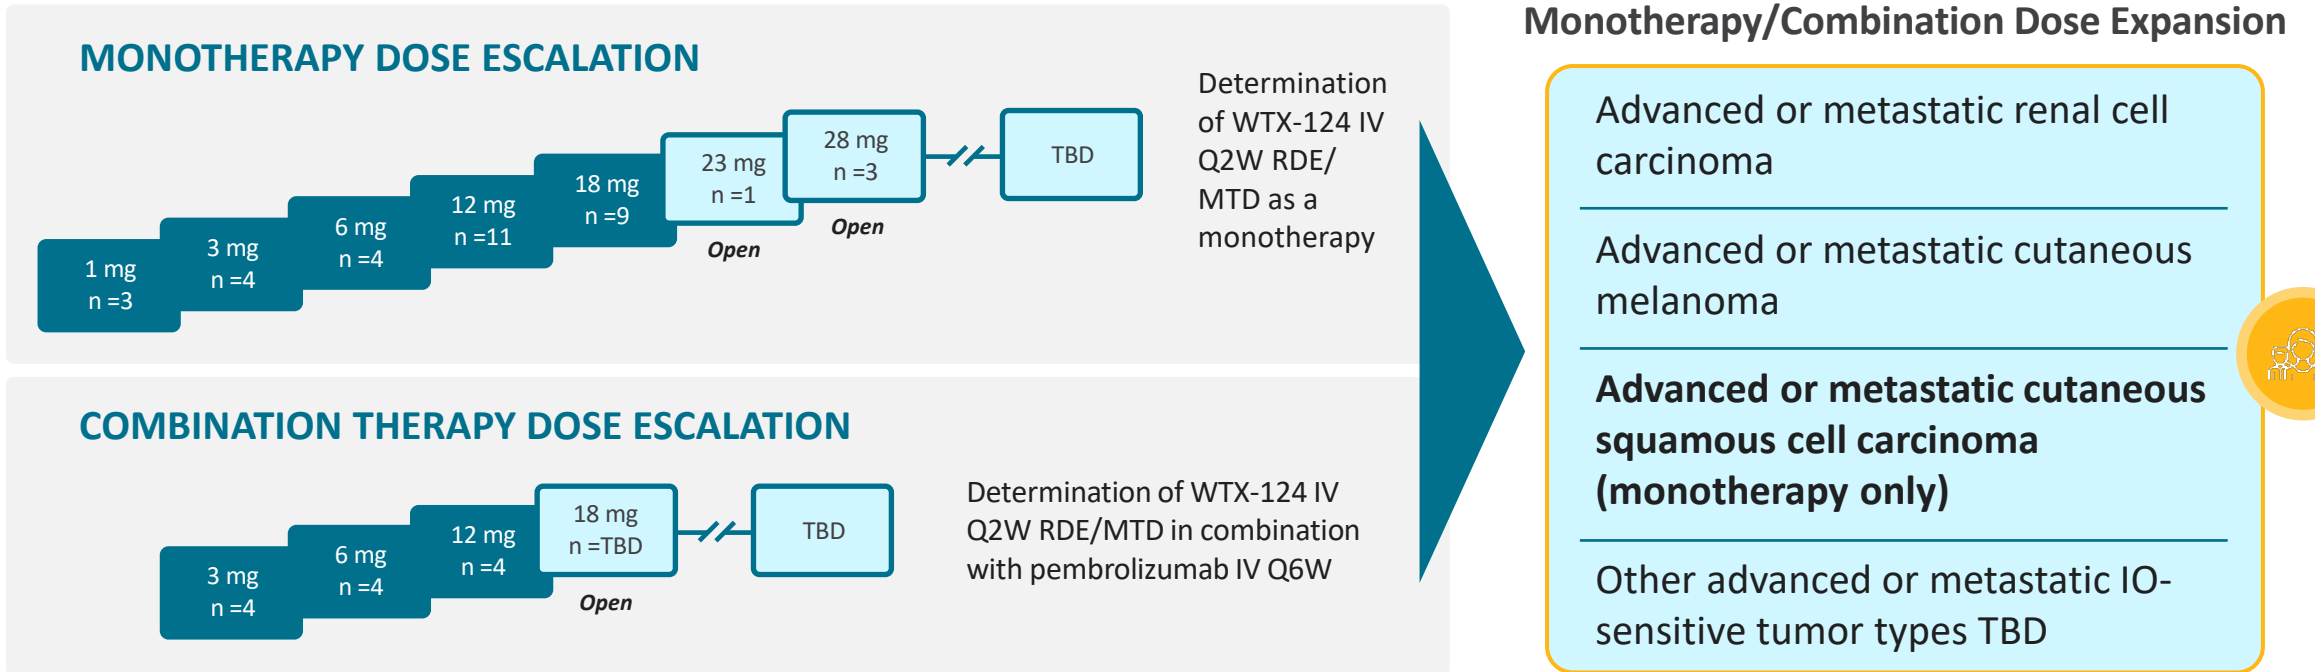 MONOTHERAPY DOSE ESCALATION
1 mg
n =3
3 mg
n =4
6 mg
n =4
12 mg
n =11
18 mg
n =9
23 mg
n =1
Open
28 mg
n =3
Open
TBD
Determination
of WTX-124 IV
Q2W RDE/
MTD as a
monotherapy
COMBINATION THERAPY DOSE ESCALATION
3 mg
n =4
6 mg
n =4
12 mg
n =4
18 mg
n =TBD
Open
TBD
Determination of WTX-124 IV
Q2W RDE/MTD in combination
with pembrolizumab IV Q6W
Monotherapy/Combination Dose Expansion
Advanced or metastatic renal cell
carcinoma
Advanced or metastatic cutaneous
melanoma
Advanced or metastatic cutaneous
squamous cell carcinoma
(monotherapy only)
Other advanced or metastatic IO-
sensitive tumor types TBD